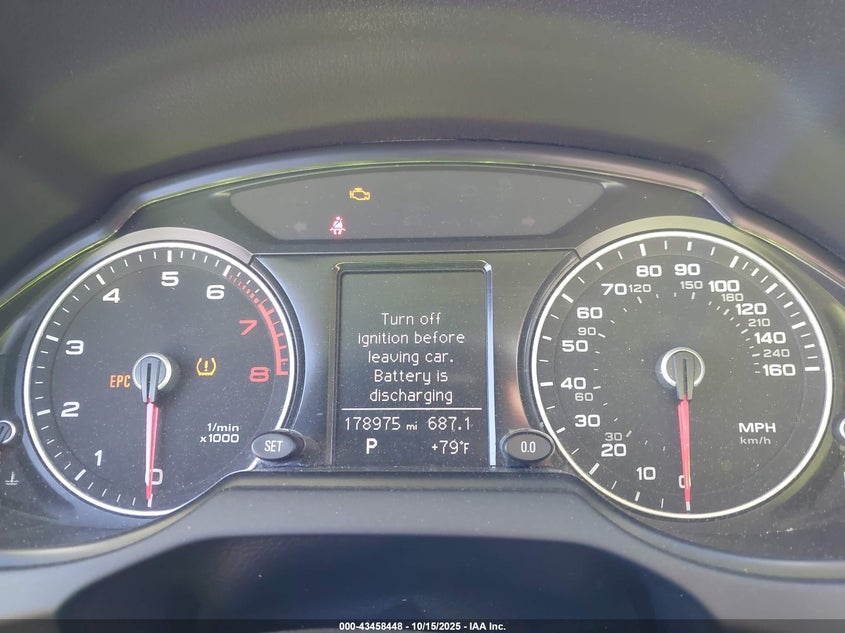 Turn off
ignition before
leaving car.
Battery is
discharging
178975 mi 687.1
P +79°F
EPC
1/min
x1000
0
1
2
3
4
5
6
7
8
SET
0.0
MPH
km/h
0
10
20
30
40
50
60
70
80
90
100
120
140
160
30
60
90
120
150
180
210
240
000-43458448 - 10/15/2025 - IAA Inc.